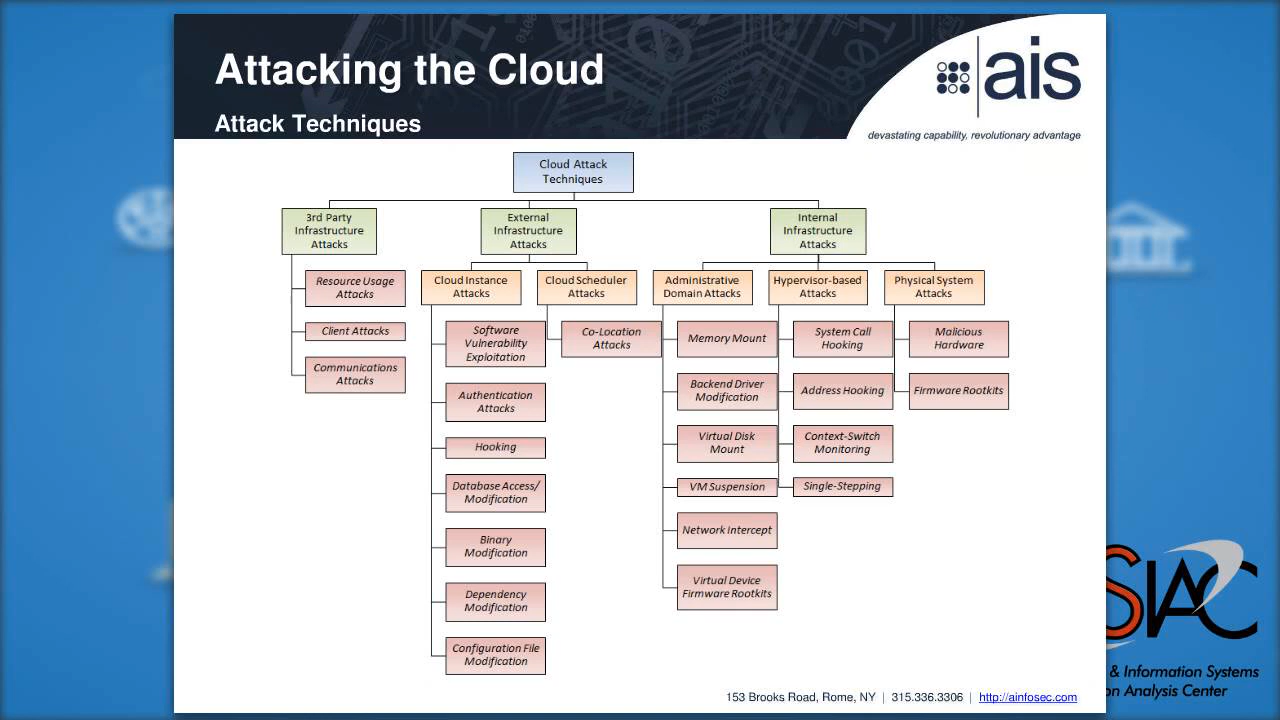 Attacking the Cloud
Attack Techniques
ais
devastating capability, revolutionary advantage
Cloud Attack
Techniques
3rd Party
Infrastructure
Attacks
External
Infrastructure
Attacks
Internal
Infrastructure
Attacks
Resource Usage
Attacks
Client Attacks
Communications
Attacks
Cloud Instance
Attacks
Software
Vulnerability
Exploitation
Authentication
Attacks
Hooking
Database Access/
Modification
Binary
Modification
Dependency
Modification
Configuration File
Modification
Cloud Scheduler
Attacks
Co-Location
Attacks
Administrative
Domain Attacks
Memory Mount
Backend Driver
Modification
Virtual Disk
Mount
VM Suspension
Network Intercept
Virtual Device
Firmware Rootkits
Hypervisor-based
Attacks
System Call
Hooking
Address Hooking
Context-Switch
Monitoring
Single-Stepping
Physical System
Attacks
Malicious
Hardware
Firmware Rootkits
153 Brooks Road, Rome, NY | 315.336.3306 | http://ainfosec.com
SIAC
& Information Systems
on Analysis Center